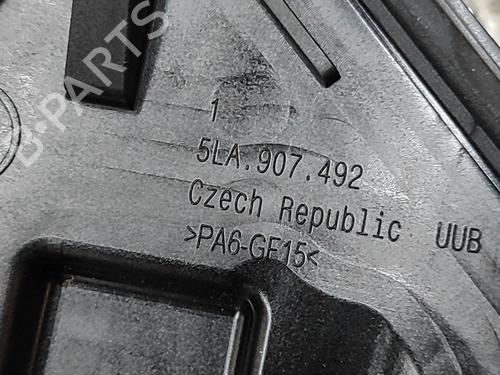 B-PARTS
1
5LA.907.492
Czech Republic UUB
>PA6-GF15<